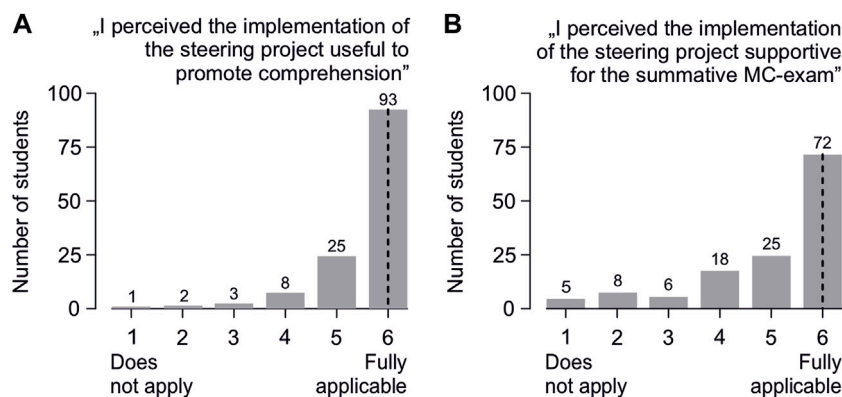 A
„I perceived the implementation of
the steering project useful to
promote comprehension”
Number of students
100
75
50
25
0
1
2
3
8
25
93
1 2 3 4 5 6
Does
not apply
Fully
applicable
B
„I perceived the implementation
of the steering project supportive
for the summative MC-exam”
Number of students
100
75
50
25
0
5
8
6
18
25
72
1 2 3 4 5 6
Does
not apply
Fully
applicable